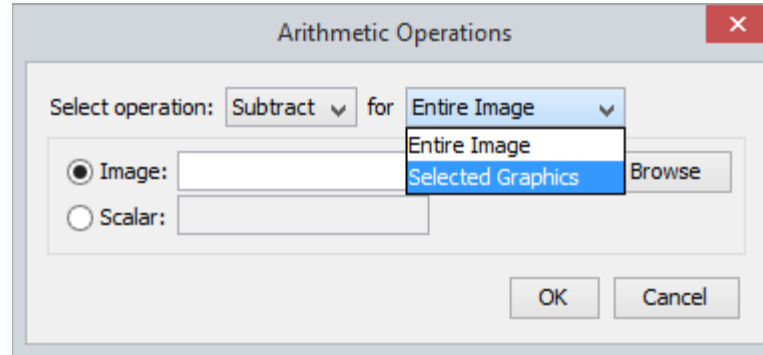 Arithmetic Operations
Select operation: Subtract for Entire Image
Entire Image
Selected Graphics
Image: Browse
Scalar:
OK Cancel